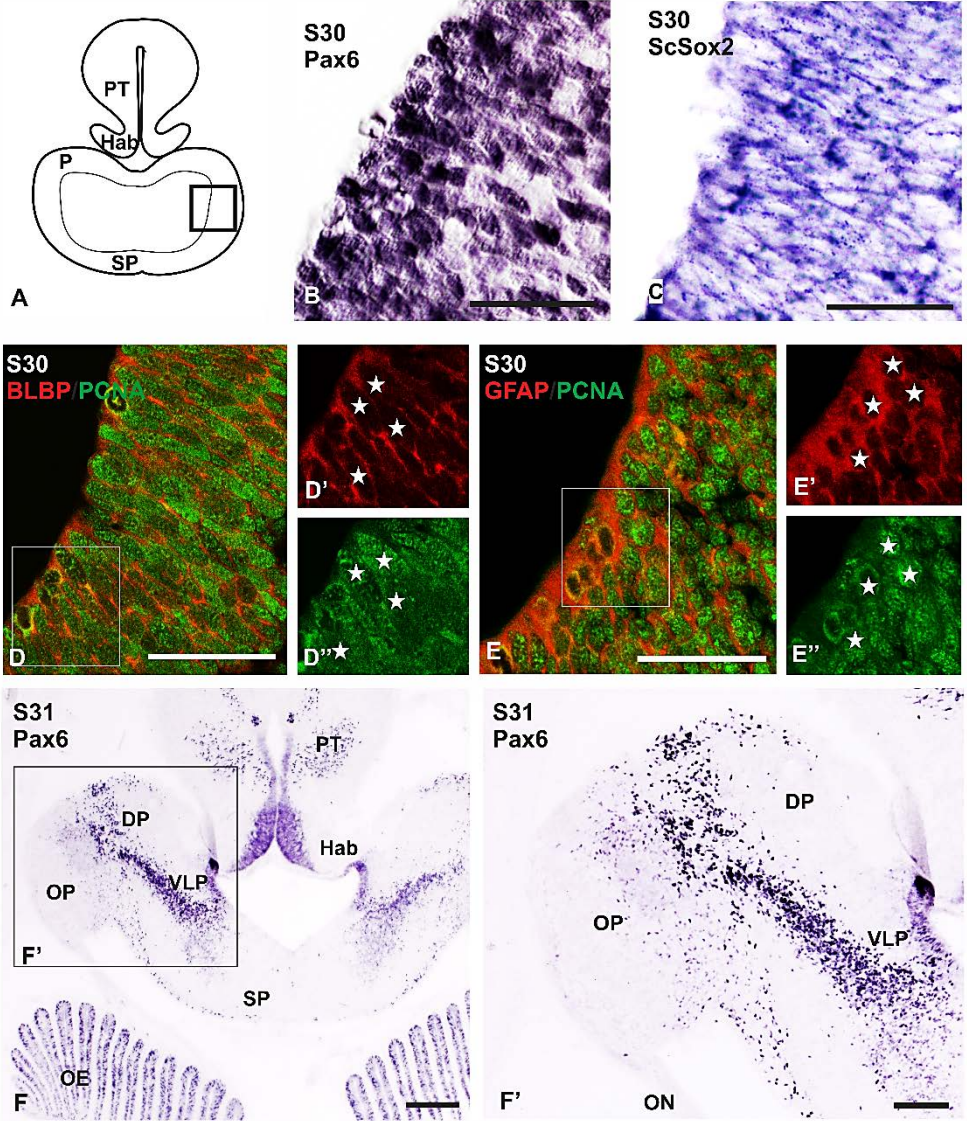 PT
Hab
P
SP
A
S30
Pax6
B
S30
ScSox2
C
S30
BLBP/PCNA
D
D’
D’’
S30
GFAP/PCNA
E
E’
E’’
S31
Pax6
PT
DP
Hab
OP
VLP
F’
SP
OE
F
S31
Pax6
DP
OP
VLP
F’
ON